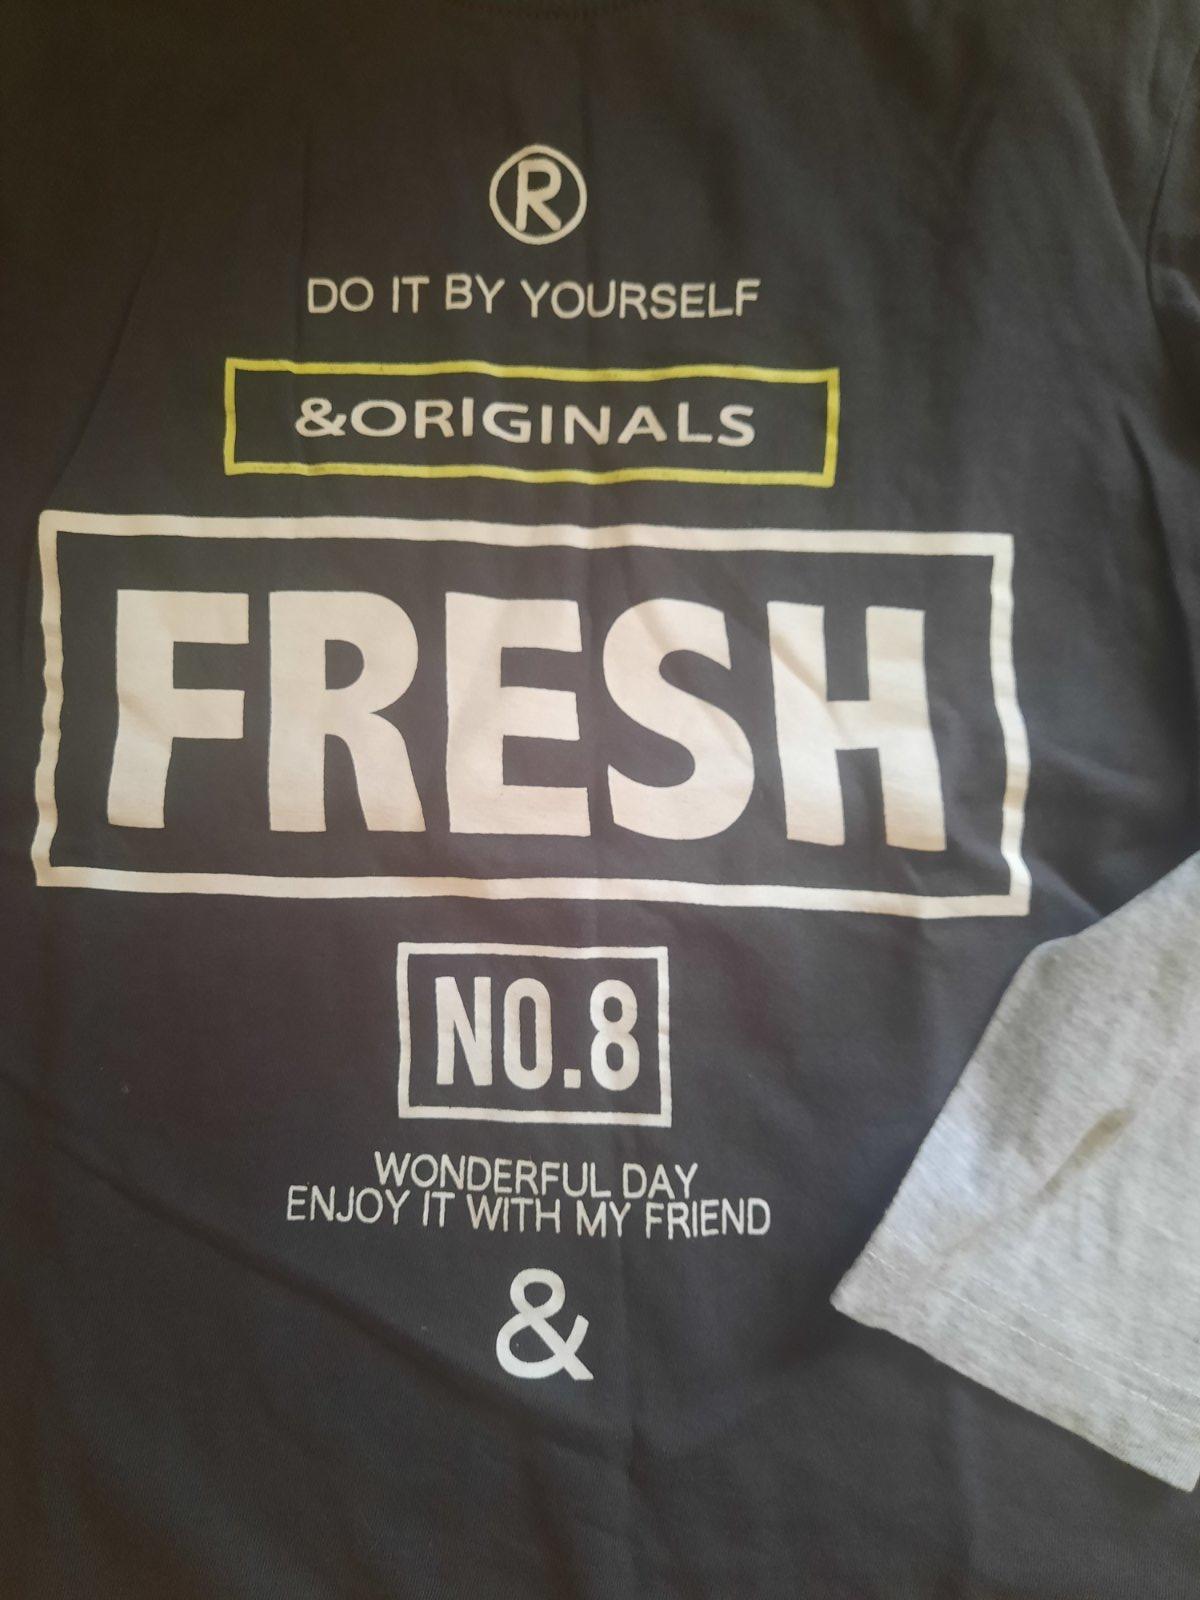 ®
DO IT BY YOURSELF
&ORIGINALS
FRESH
NO.8
WONDERFUL DAY
ENJOY IT WITH MY FRIEND
&